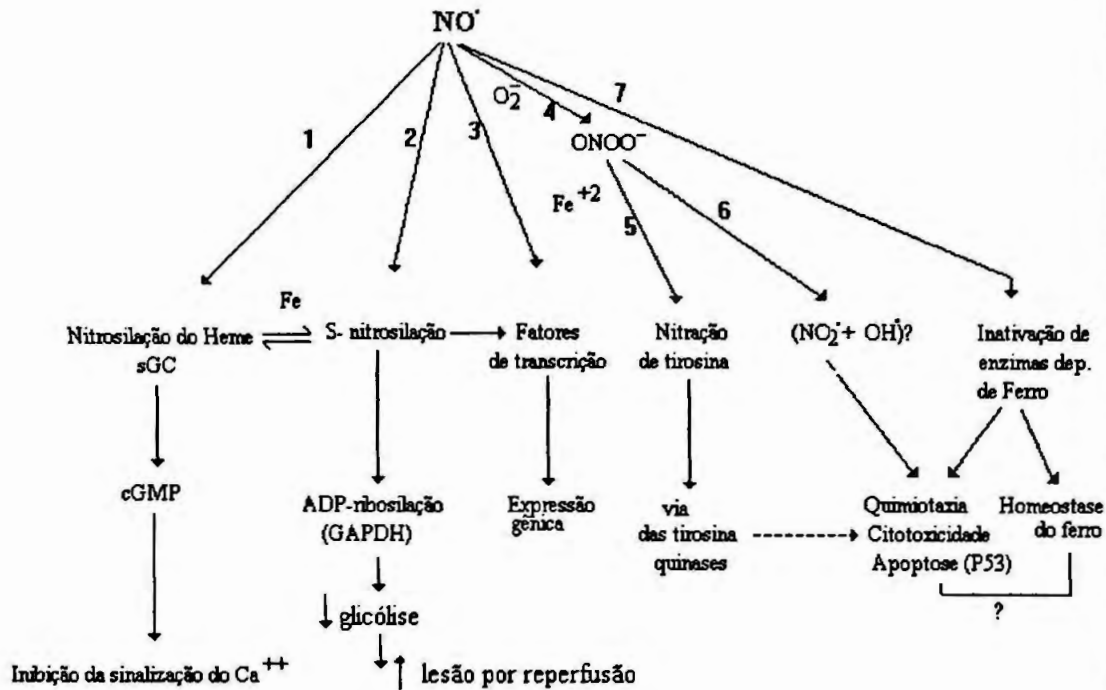 NO•
1
2
3
O2−
4
7
ONOO−
Fe+2
5
6
Fe
Nitrosilação do Heme
sGC
S- nitrosilação
Fatores
de transcrição
Nitração
de tirosina
(NO2•+ OH•)?
Inativação de
enzimas dep.
de Ferro
cGMP
ADP-ribosilação
(GAPDH)
Expressão
gênica
via
das tirosina
quinases
Quimiotaxia
Citotoxicidade
Apoptose (P53)
Homeostase
do ferro
?
glicólise
Inibição da sinalização do Ca++
lesão por reperfusão